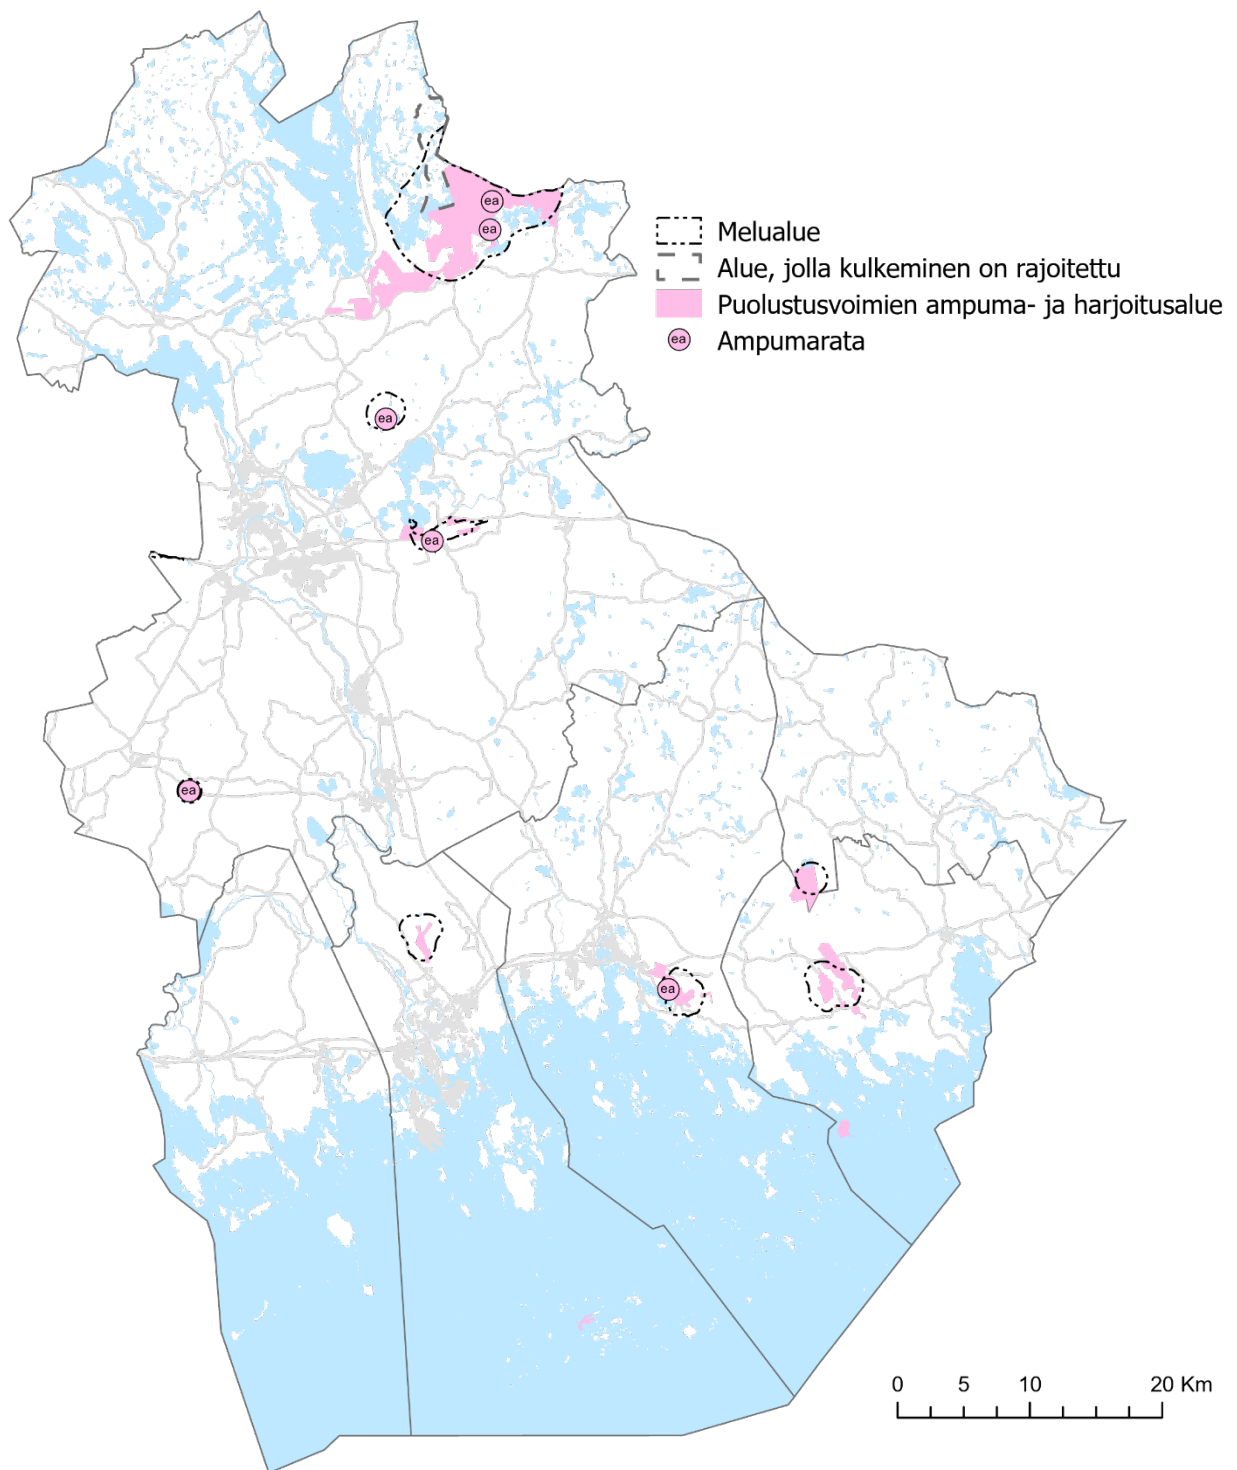 ea
ea
Melualue
Alue, jolla kulkeminen on rajoitettu
Puolustusvoimien ampuma- ja harjoitusalue
ea Ampumarata
ea
ea
ea
ea
0 5 10 20 Km